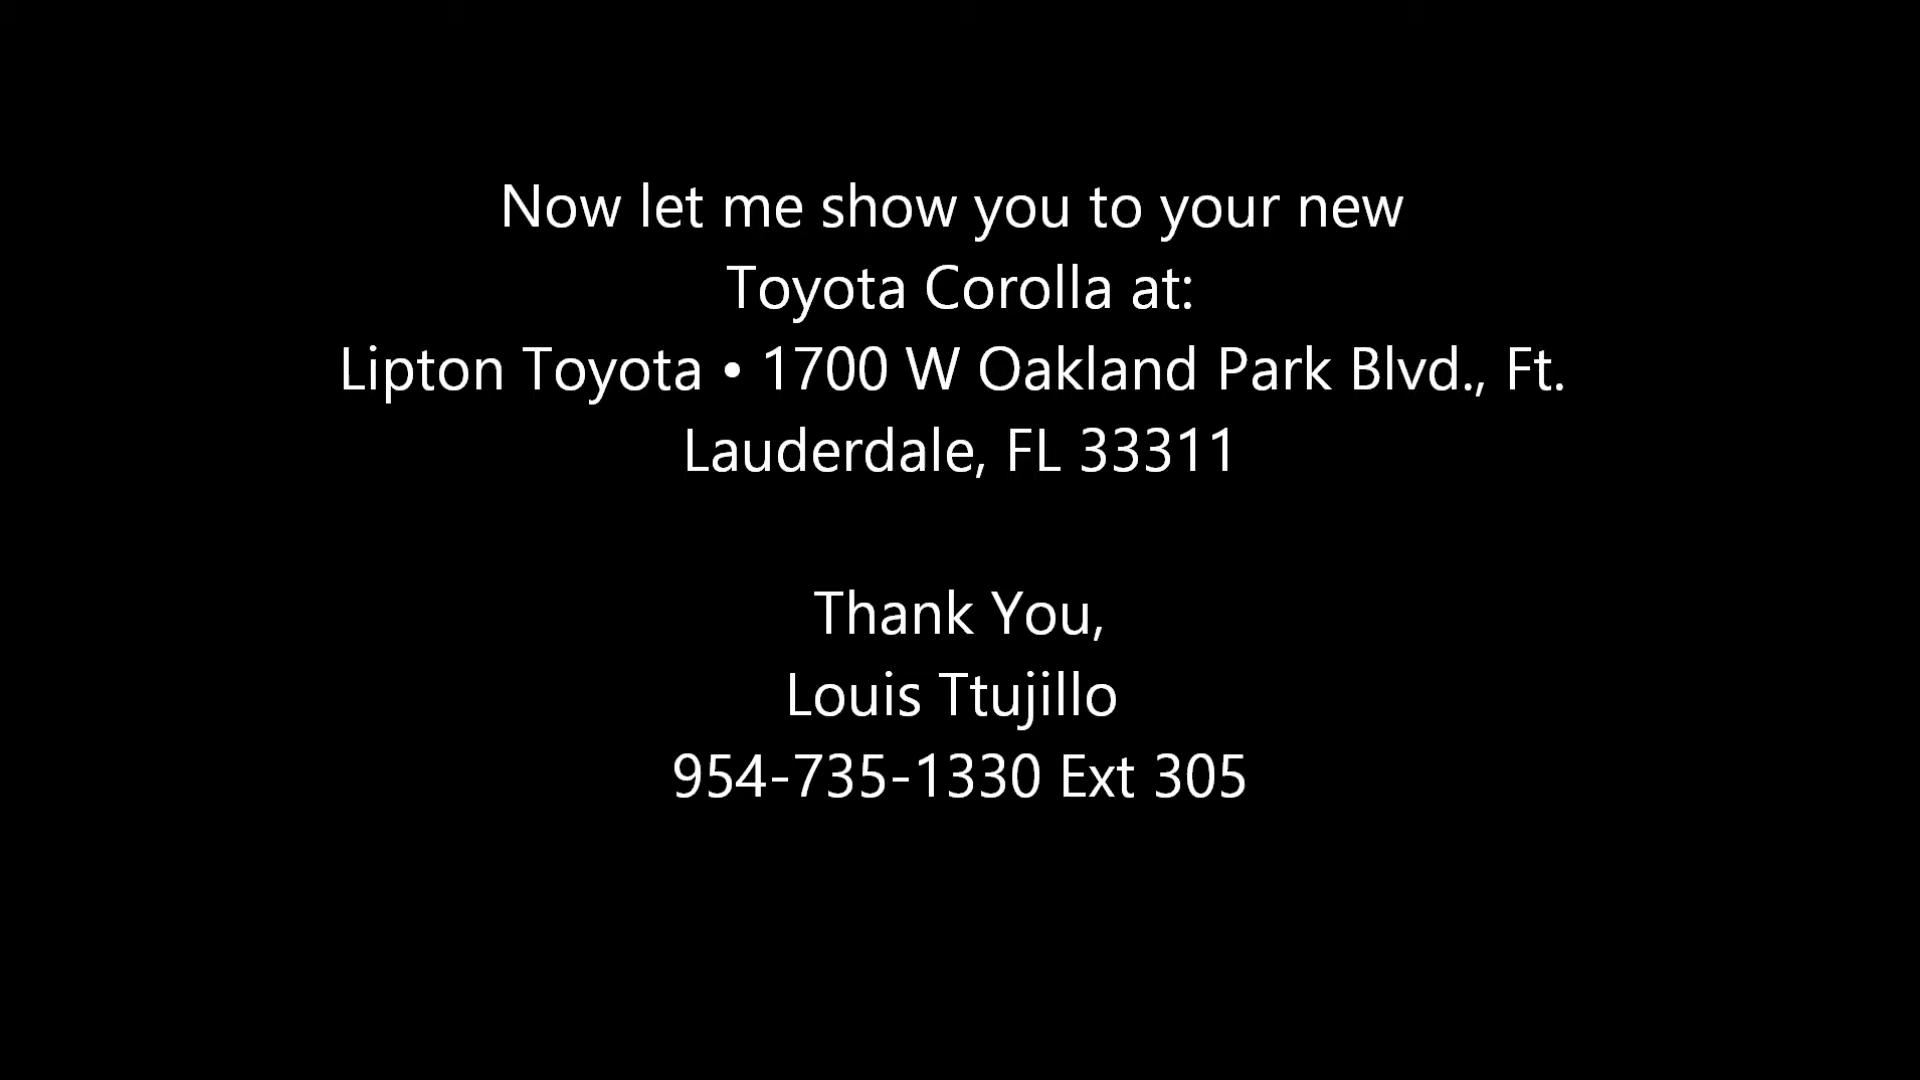 Now let me show you to your new
Toyota Corolla at:
Lipton Toyota • 1700 W Oakland Park Blvd., Ft.
Lauderdale, FL 33311
Thank You,
Louis Ttujillo
954-735-1330 Ext 305